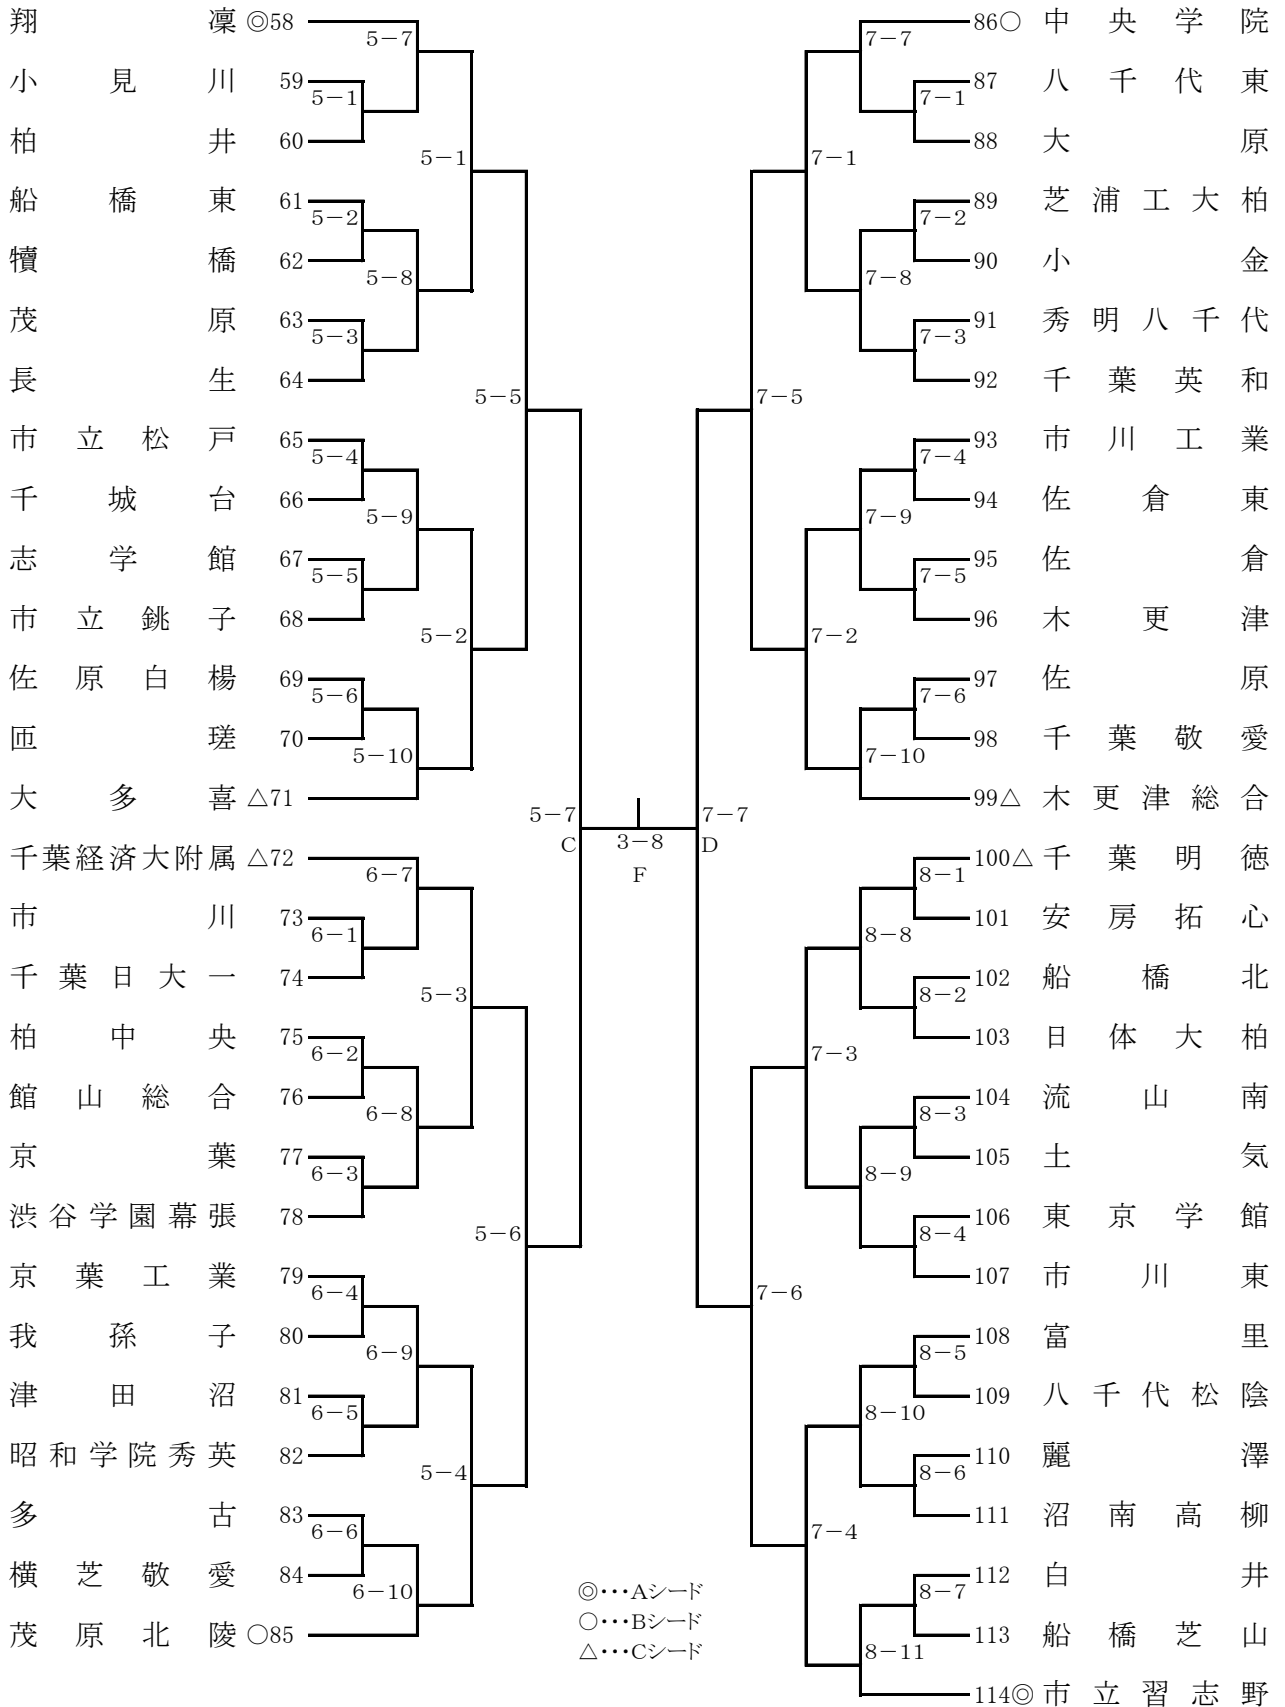 翔凜 ◎58
小見川 59
柏井 60
船橋東 61
犢橋 62
茂原 63
長生 64
市立松戸 65
千城台 66
志学館 67
市立銚子 68
佐原白楊 69
匝瑳 70
大多喜 △71
千葉経済大附属 △72
市川 73
千葉日大一 74
柏中央 75
館山総合 76
京葉 77
渋谷学園幕張 78
京葉工業 79
我孫子 80
津田沼 81
昭和学院秀英 82
多古 83
横芝敬愛 84
茂原北陵 ○85
5-7
5-1
5-2
5-8
5-3
5-4
5-9
5-5
5-6
5-10
6-7
6-1
6-2
6-8
6-3
6-4
6-9
6-5
6-6
6-10
5-1
5-2
5-3
5-4
5-5
5-6
5-7
C
3-8
F
7-7
D
7-5
7-6
7-1
7-2
7-3
7-4
7-7
7-1
7-2
7-8
7-3
7-4
7-9
7-5
7-6
7-10
8-1
8-8
8-2
8-3
8-9
8-4
8-5
8-10
8-6
8-7
8-11
86○ 中央学院
87 八千代東
88 大原
89 芝浦工大柏
90 小金
91 秀明八千代
92 千葉英和
93 市川工業
94 佐倉東
95 佐倉
96 木更津
97 佐原
98 千葉敬愛
99△ 木更津総合
100△ 千葉明徳
101 安房拓心
102 船橋北
103 日体大柏
104 流山南
105 土気
106 東京学館
107 市川東
108 富里
109 八千代松陰
110 麗澤
111 沼南高柳
112 白井
113 船橋芝山
114◎ 市立習志野
◎･･･Aシード
○･･･Bシード
△･･･Cシード